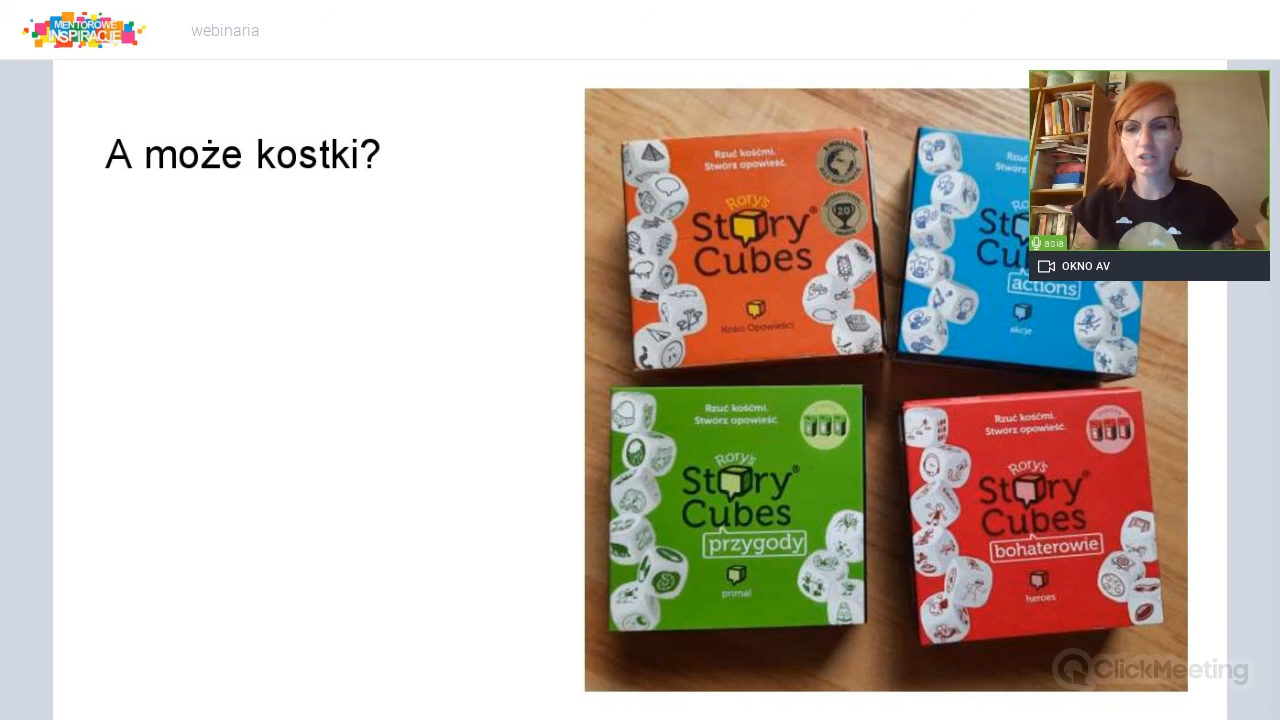 MENTOROWE
INSPIRACJE
webinaria
A może kostki?
Rzuć kośćmi.
Stwórz opowieść.
Rory's
Story®
Cubes
Kości Opowieści
Rzuć
Stwórz
Rory's
actions
akcje
Rzuć kośćmi.
Stwórz opowieść.
Rory's
Story®
Cubes
przygody
primal
Rzuć kośćmi.
Stwórz opowieść.
Rory's
Story®
Cubes
bohaterowie
heroes
asia
OKNO AV
ClickMeeting